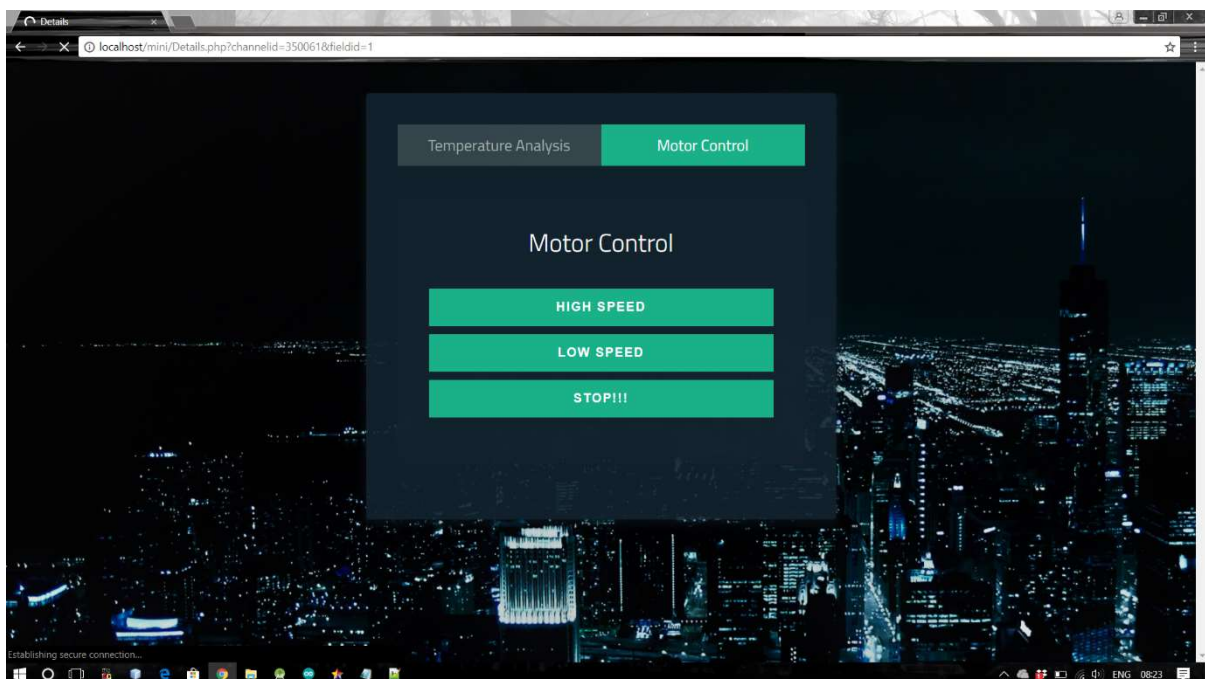 Details
localhost/mini/Details.php?channelid=350061&fieldid=1
Temperature Analysis
Motor Control
Motor Control
HIGH SPEED
LOW SPEED
STOP!!!
Establishing secure connection...
ENG
08:23